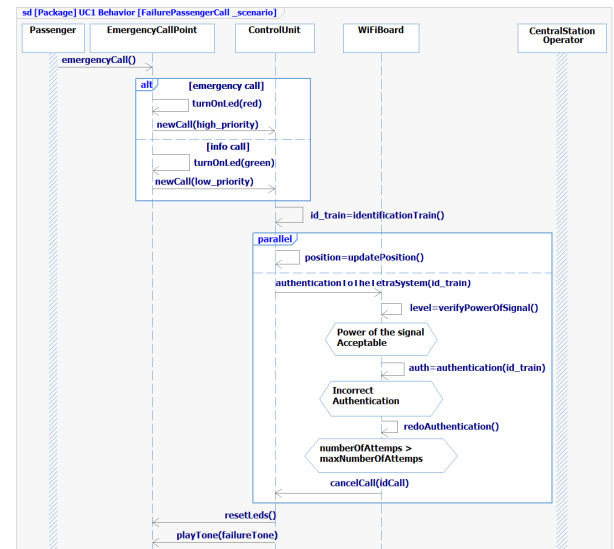 sd [Package] UC1 Behavior [FailurePassengerCall _scenario]
Passenger
EmergencyCallPoint
ControlUnit
WiFiBoard
CentralStation
Operator
emergencyCall()
alt
[emergency call]
turnOnLed(red)
newCall(high_priority)
[info call]
turnOnLed(green)
newCall(low_priority)
id_train=identificationTrain()
parallel
position=updatePosition()
authenticationToTheTetraSystem(id_train)
level=verifyPowerOfSignal()
Power of the signal
Acceptable
auth=authentication(id_train)
Incorrect
Authentication
redoAuthentication()
numberOfAttemps >
maxNumberOfAttemps
cancelCall(idCall)
resetLeds()
playTone(failureTone)